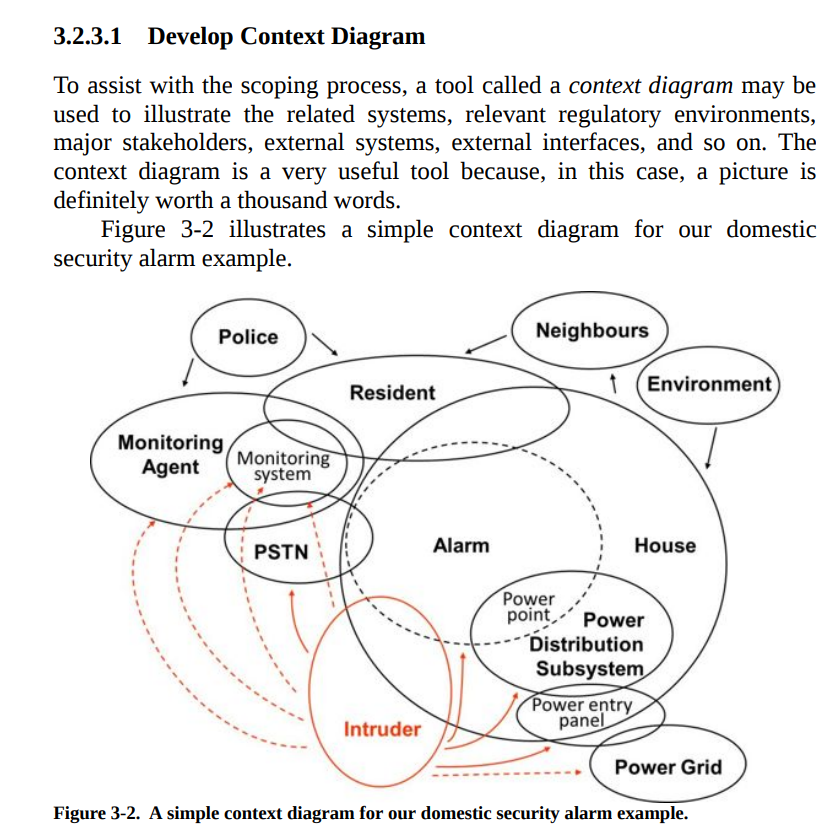 3.2.3.1 Develop Context Diagram
To assist with the scoping process, a tool called a context diagram may be
used to illustrate the related systems, relevant regulatory environments,
major stakeholders, external systems, external interfaces, and so on. The
context diagram is a very useful tool because, in this case, a picture is
definitely worth a thousand words.
Figure 3-2 illustrates a simple context diagram for our domestic
security alarm example.
Police
Neighbours
Resident
Environment
Monitoring
Agent
Monitoring
system
PSTN
Alarm
House
Power
point
Power
Distribution
Subsystem
Power entry
panel
Intruder
Power Grid
Figure 3-2. A simple context diagram for our domestic security alarm example.